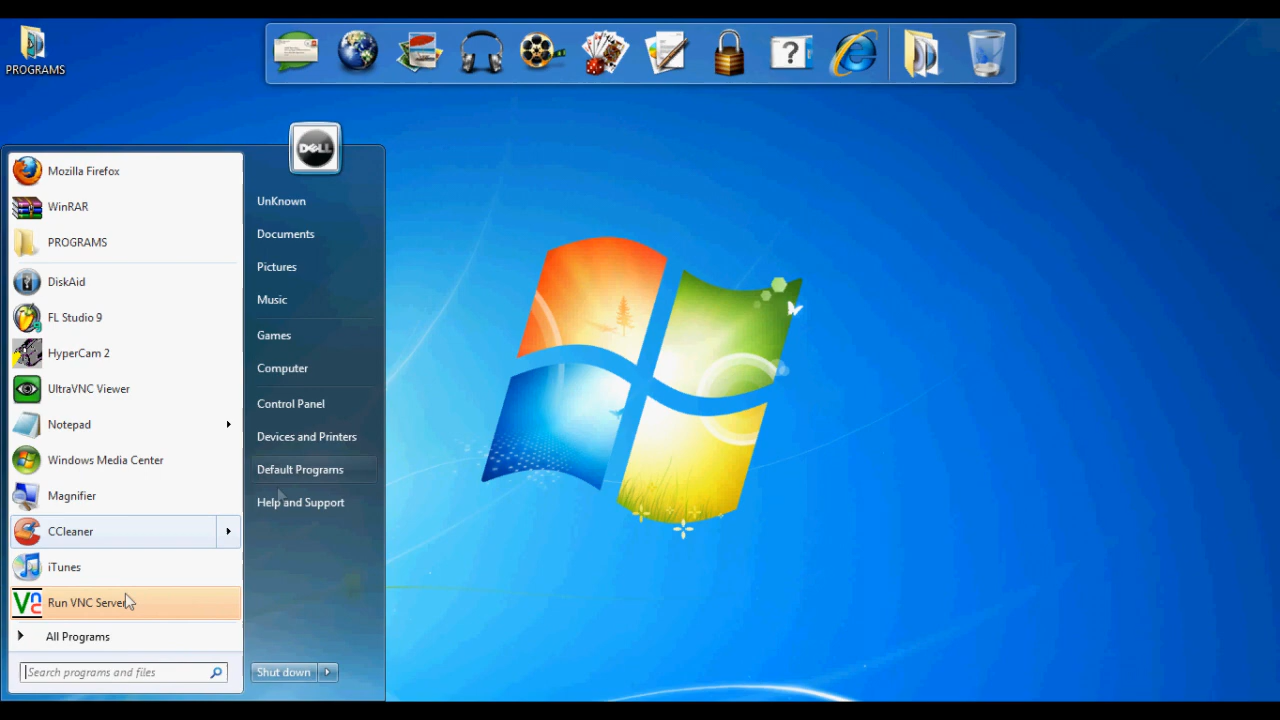 PROGRAMS
?
DELL
Mozilla Firefox
WinRAR
PROGRAMS
DiskAid
FL Studio 9
HyperCam 2
UltraVNC Viewer
Notepad
Windows Media Center
Magnifier
CCleaner
iTunes
Vnc
Run VNC Server
All Programs
Search programs and files
UnKnown
Documents
Pictures
Music
Games
Computer
Control Panel
Devices and Printers
Default Programs
Help and Support
Shut down